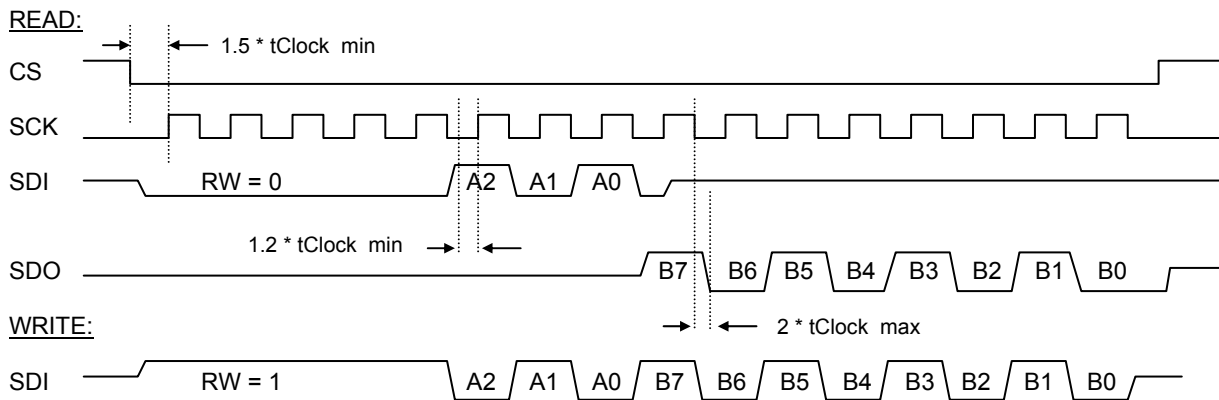 READ:
1.5 * tClock min
CS
SCK
SDI RW = 0 A2 A1 A0
1.2 * tClock min
SDO B7 B6 B5 B4 B3 B2 B1 B0
WRITE:
2 * tClock max
SDI RW = 1 A2 A1 A0 B7 B6 B5 B4 B3 B2 B1 B0